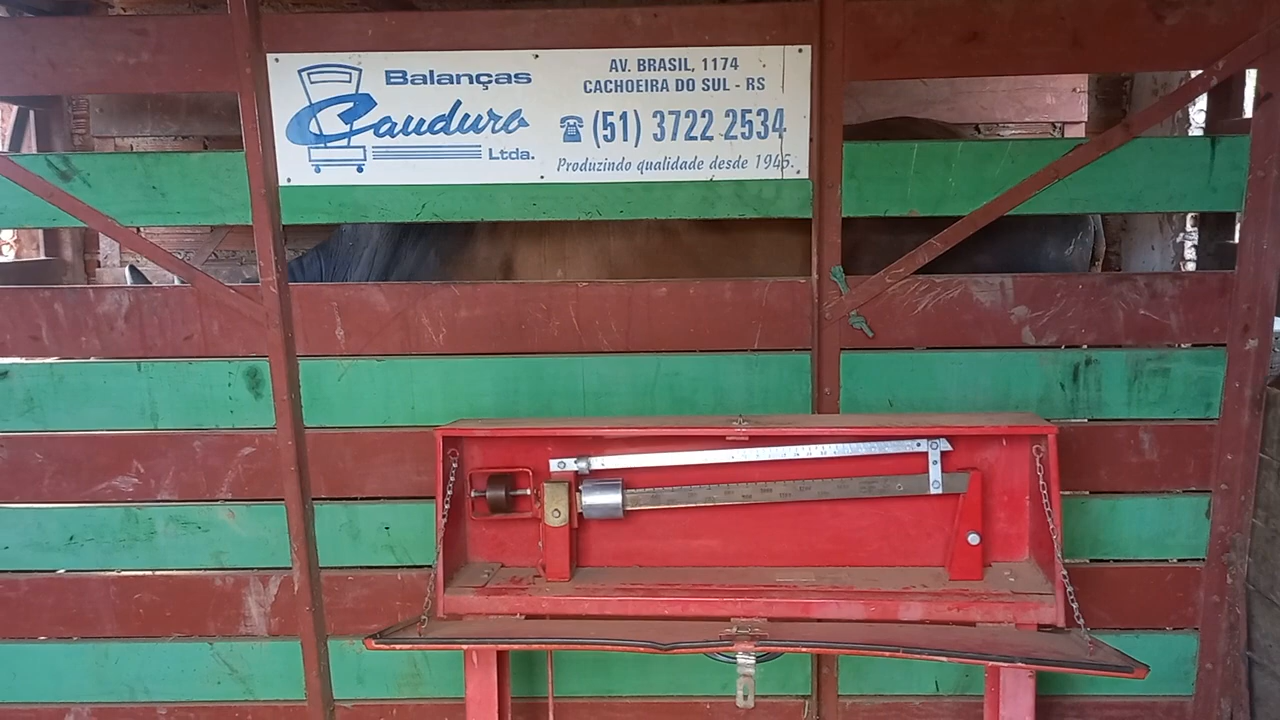 Balanças
Cauduro
Ltda.
AV. BRASIL, 1174
CACHOEIRA DO SUL - RS
(51) 3722 2534
Produzindo qualidade desde 1945.